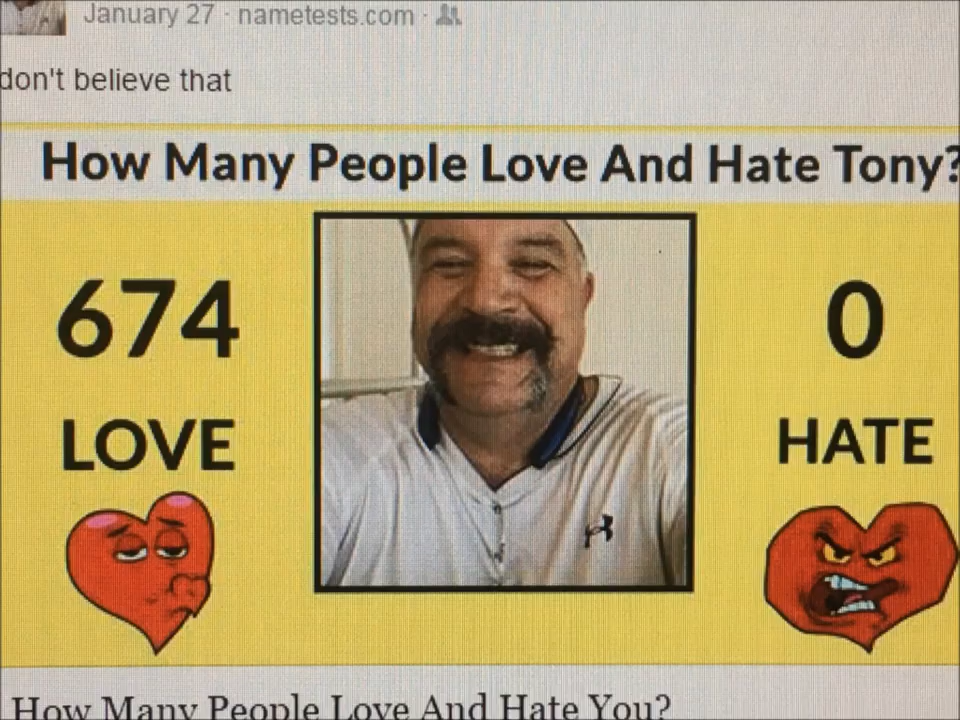 January 27 · nametests.com ·
don't believe that
How Many People Love And Hate Tony?
674
LOVE
0
HATE
How Many People Love And Hate You?